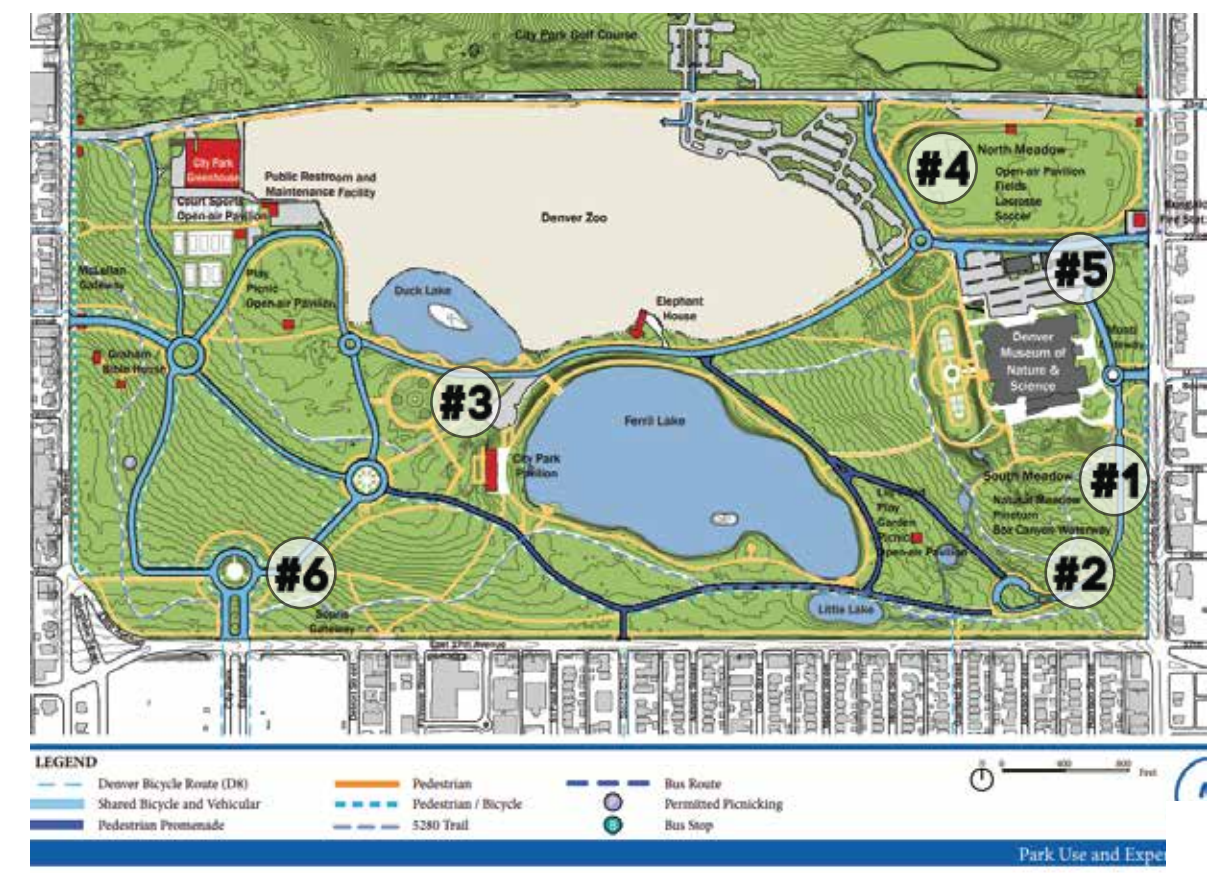 City Park Golf Course
23rd
City Park
Greenhouse
Public Restroom and
Maintenance Facility
Court Sports
Open-air Pavilion
Denver Zoo
#4
North Meadow
Open-air Pavilion
Fields
Lacrosse
Soccer
McLellan
Gateway
Play
Picnic
Open-air Pavilion
Duck Lake
Elephant
House
#5
Graham /
Bible House
Denver
Museum of
Nature &
Science
#3
Ferril Lake
City Park
Pavilion
South Meadow
Natural Meadow
Pinetum
Box Canyon Waterway
#1
Play
Garden
Picnic
Open-air Pavilion
#6
#2
Little Lake
Gateway
East 17th Avenue
LEGEND
Denver Bicycle Route (D8)
Shared Bicycle and Vehicular
Pedestrian Promenade
Pedestrian
Pedestrian / Bicycle
5280 Trail
Bus Route
Permitted Picnicking
B Bus Stop
0 400 800 Feet
Park Use and Exper